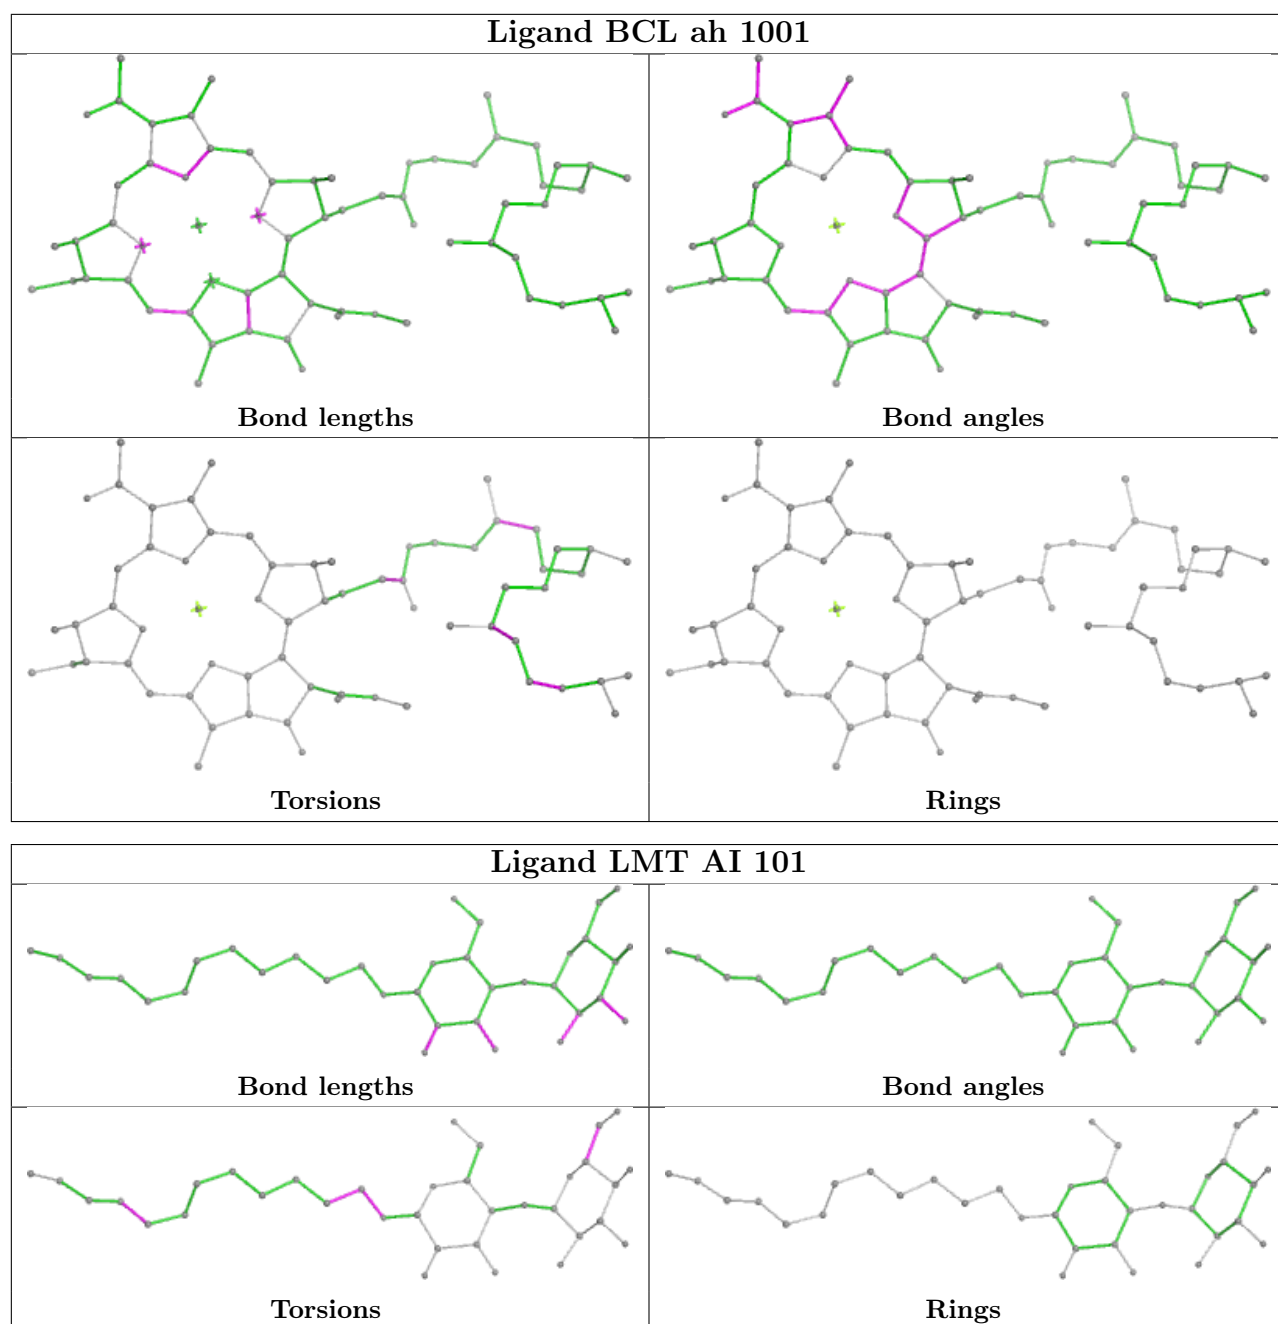 Ligand BCL ah 1001
Bond lengths
Bond angles
Torsions
Rings
Ligand LMT AI 101
Bond lengths
Bond angles
Torsions
Rings